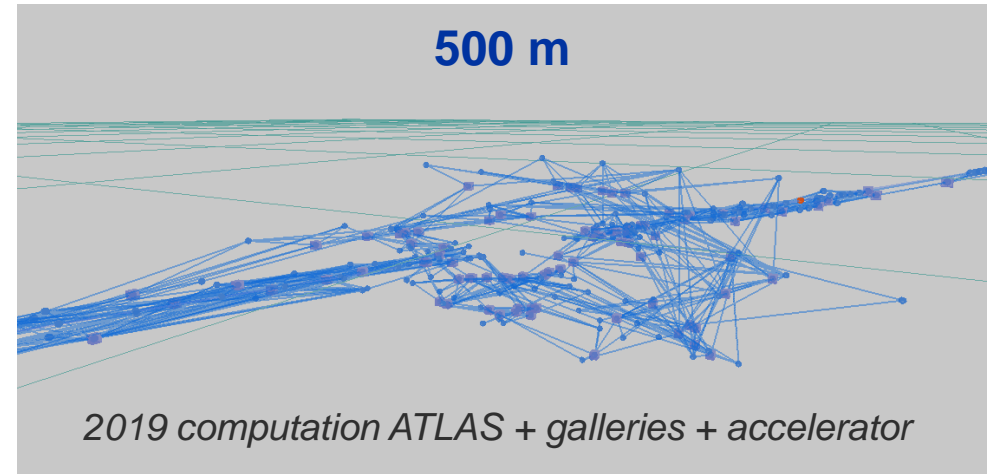 500 m
2019 computation ATLAS + galleries + accelerator